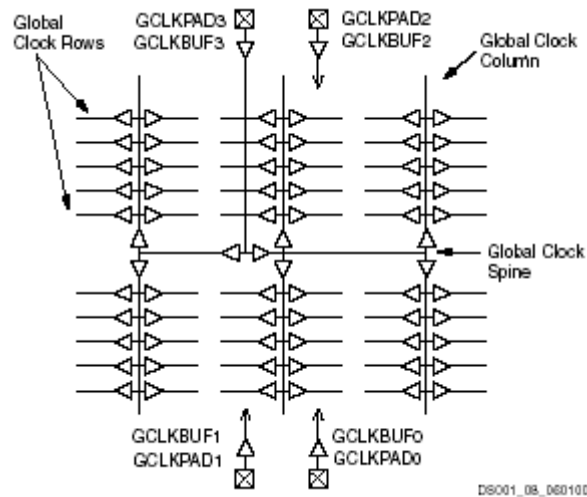 Global
Clock Rows
GCLKPAD3
GCLKBUF3
GCLKPAD2
GCLKBUF2
Global Clock
Column
Global Clock
Spine
GCLKBUF1
GCLKPAD1
GCLKBUF0
GCLKPAD0
DS001_08_060100